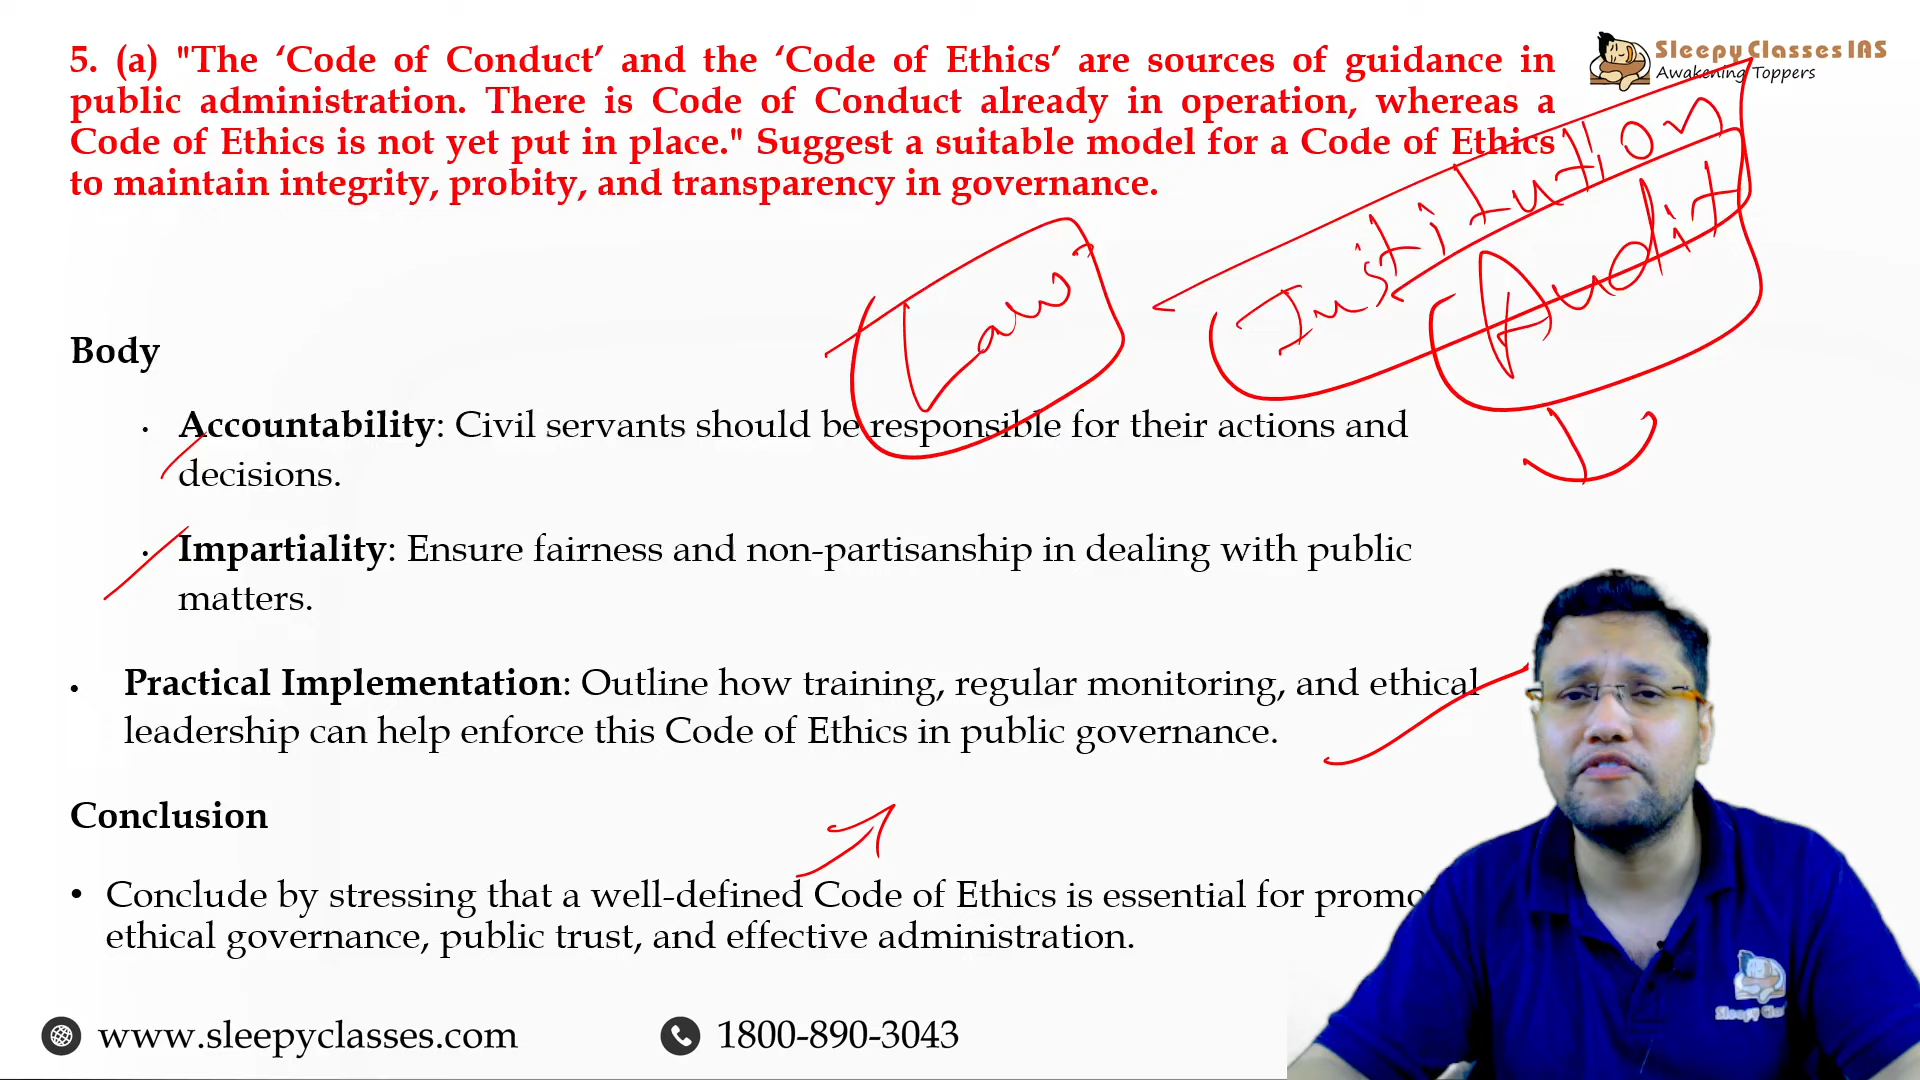 5. (a) "The ‘Code of Conduct’ and the ‘Code of Ethics’ are sources of guidance in
public administration. There is Code of Conduct already in operation, whereas a
Code of Ethics is not yet put in place." Suggest a suitable model for a Code of Ethics
to maintain integrity, probity, and transparency in governance.
Sleepy Classes IAS
Awakening Toppers
Institution
Audit
Law
Body
· Accountability: Civil servants should be responsible for their actions and
decisions.
· Impartiality: Ensure fairness and non-partisanship in dealing with public
matters.
• Practical Implementation: Outline how training, regular monitoring, and ethical
leadership can help enforce this Code of Ethics in public governance.
Conclusion
• Conclude by stressing that a well-defined Code of Ethics is essential for promo
ethical governance, public trust, and effective administration.
www.sleepyclasses.com
1800-890-3043